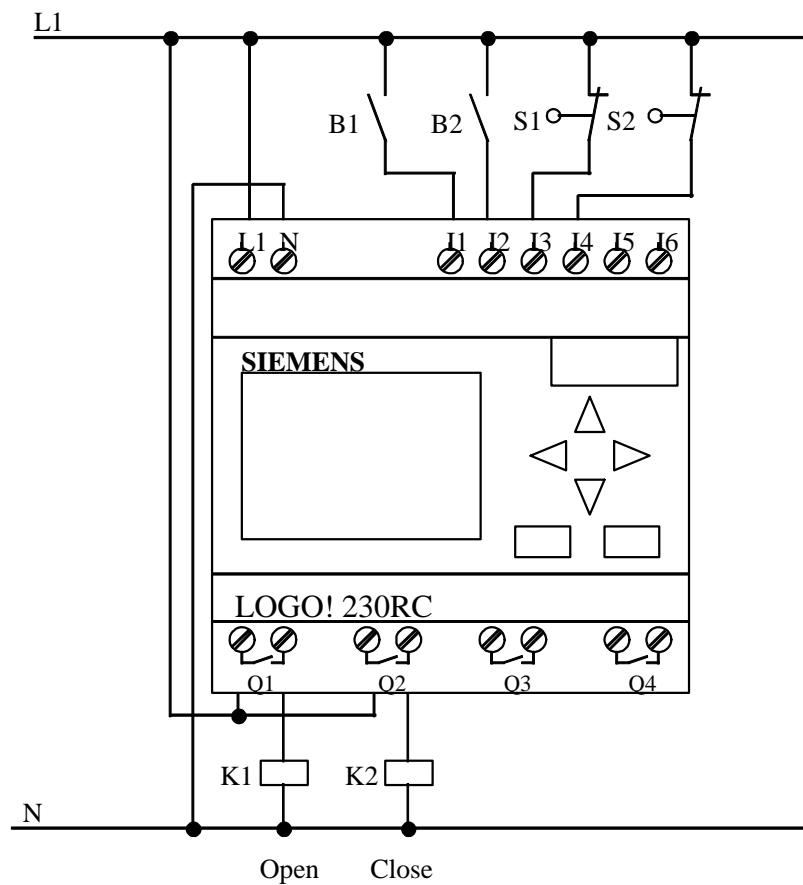 L1
B1 B2 S1 S2
L1 N I1 I2 I3 I4 I5 I6
SIEMENS
LOGO! 230RC
Q1 Q2 Q3 Q4
K1 K2
N
Open Close